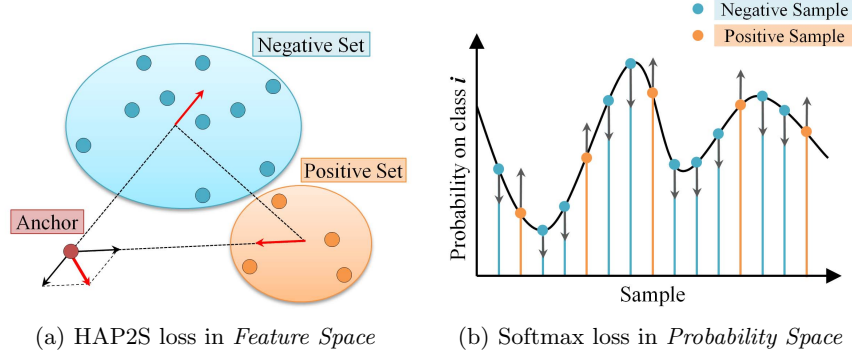 Negative Set
Positive Set
Anchor
(a) HAP2S loss in Feature Space
Negative Sample
Positive Sample
Probability on class i
Sample
(b) Softmax loss in Probability Space